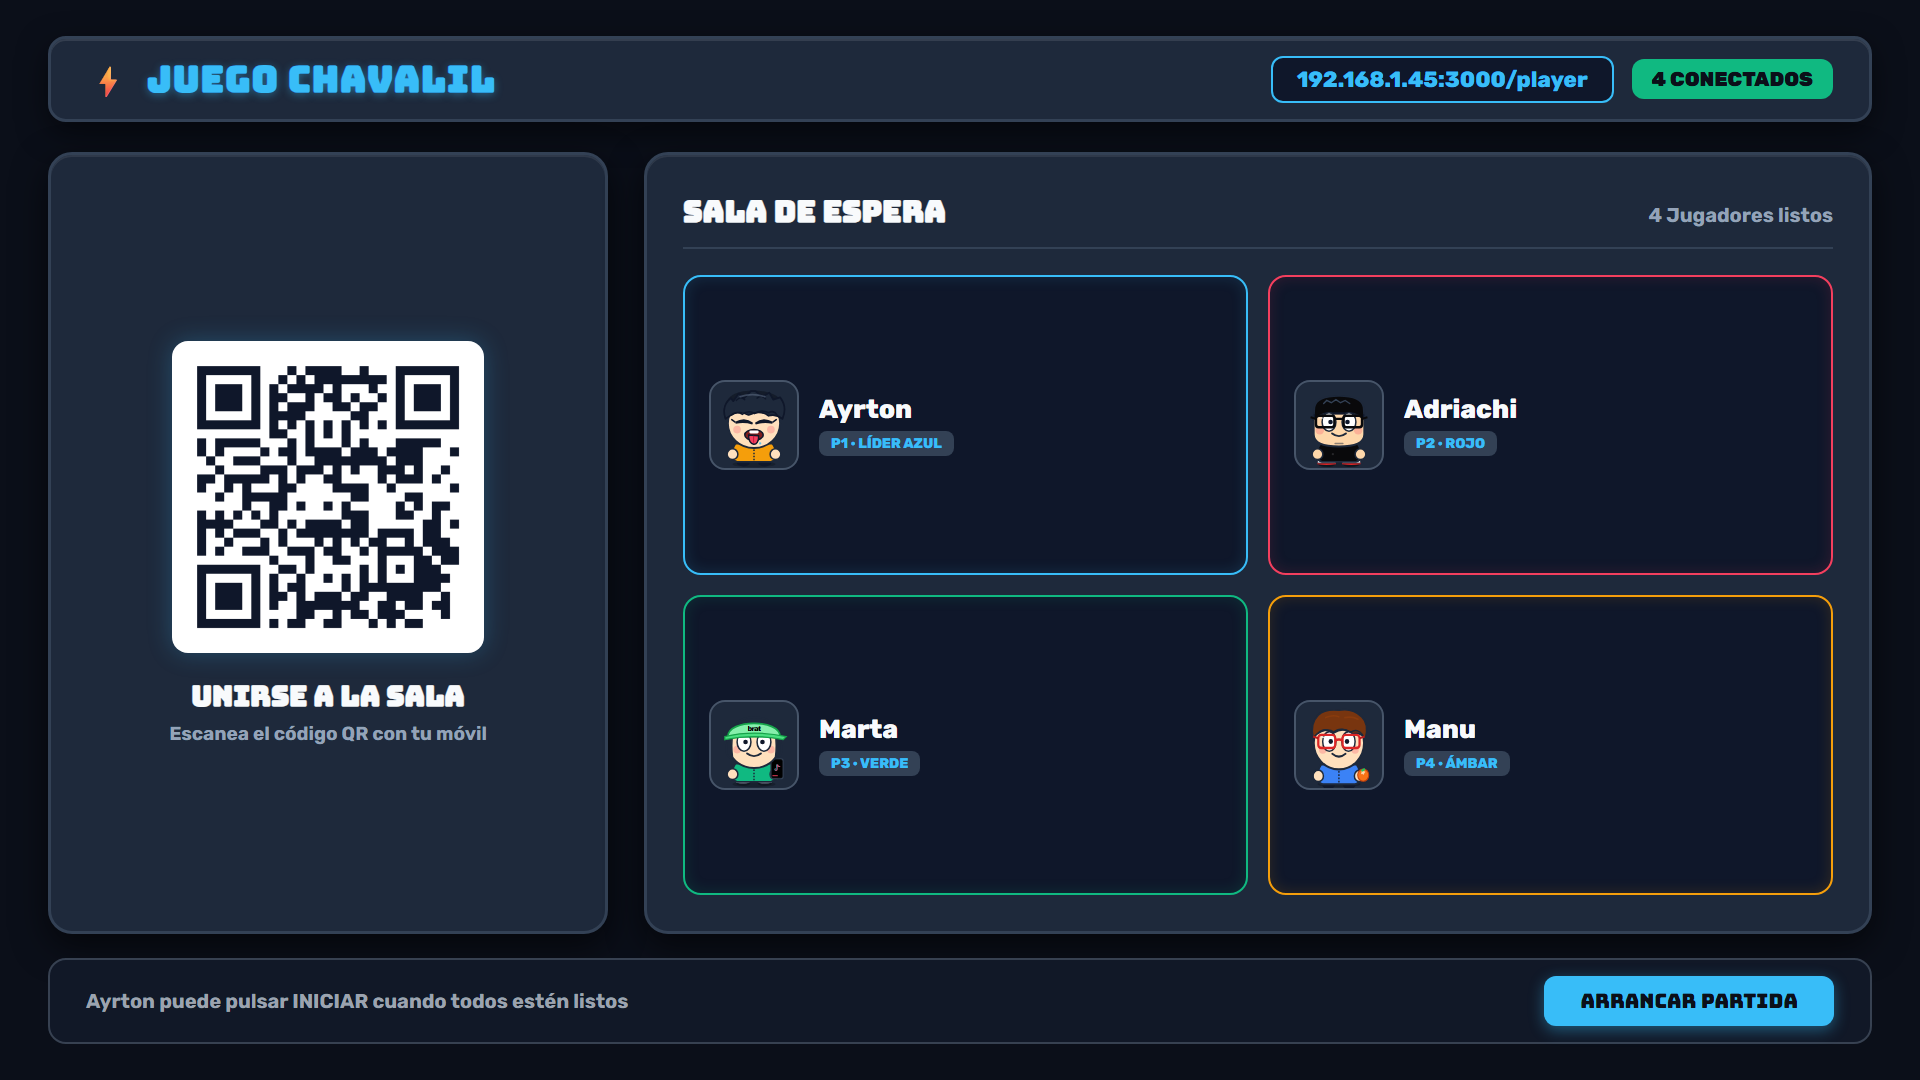 JUEGO CHAVALIL
192.168.1.45:3000/player
4 CONECTADOS
UNIRSE A LA SALA
Escanea el código QR con tu móvil
SALA DE ESPERA
4 Jugadores listos
Ayrton
P1 • LÍDER AZUL
Adriachi
P2 • ROJO
brat
Marta
P3 • VERDE
Manu
P4 • ÁMBAR
Ayrton puede pulsar INICIAR cuando todos estén listos
ARRANCAR PARTIDA